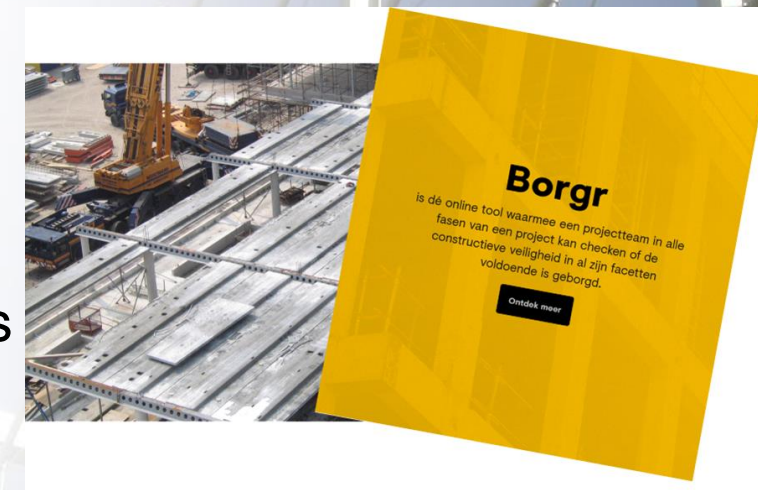 s
Borgr
is dé online tool waarmee een projectteam in alle
fasen van een project kan checken of de
constructieve veiligheid in al zijn facetten
voldoende is geborgd.
Ontdek meer